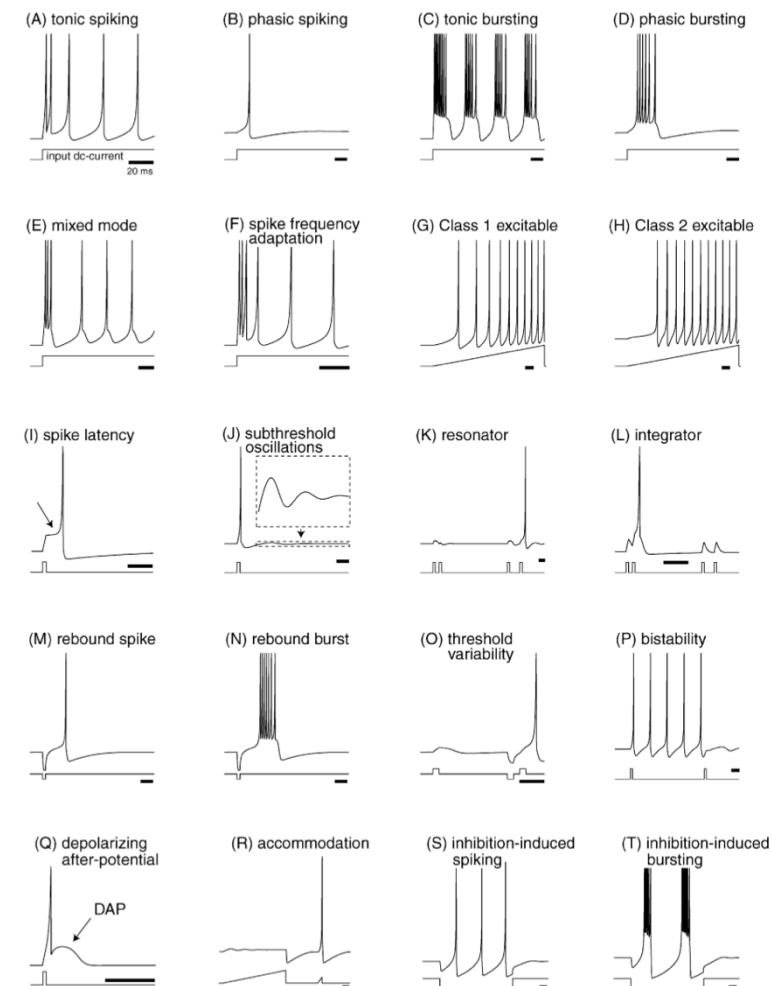 (A) tonic spiking
(B) phasic spiking
(C) tonic bursting
(D) phasic bursting
input dc-current
20 ms
(E) mixed mode
(F) spike frequency
adaptation
(G) Class 1 excitable
(H) Class 2 excitable
(I) spike latency
(J) subthreshold
oscillations
(K) resonator
(L) integrator
(M) rebound spike
(N) rebound burst
(O) threshold
variability
(P) bistability
(Q) depolarizing
after-potential
DAP
(R) accommodation
(S) inhibition-induced
spiking
(T) inhibition-induced
bursting